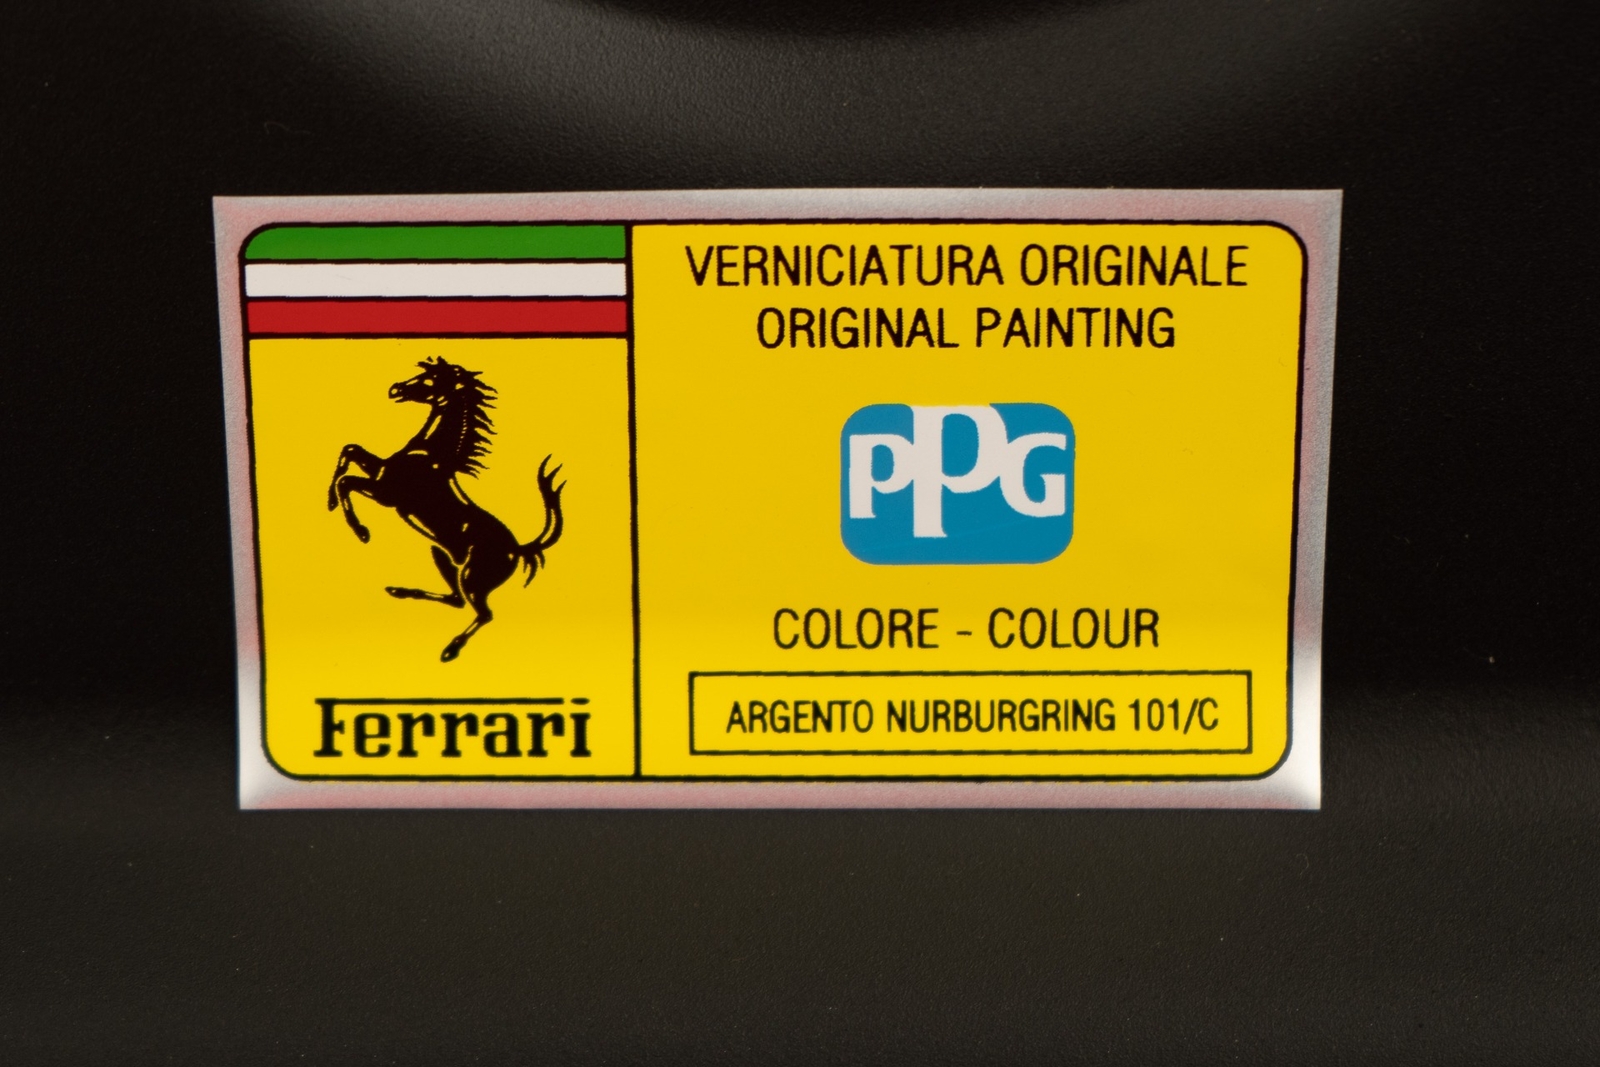 VERNICIATURA ORIGINALE
ORIGINAL PAINTING
PPG
COLORE - COLOUR
ARGENTO NURBURGRING 101/C
Ferrari